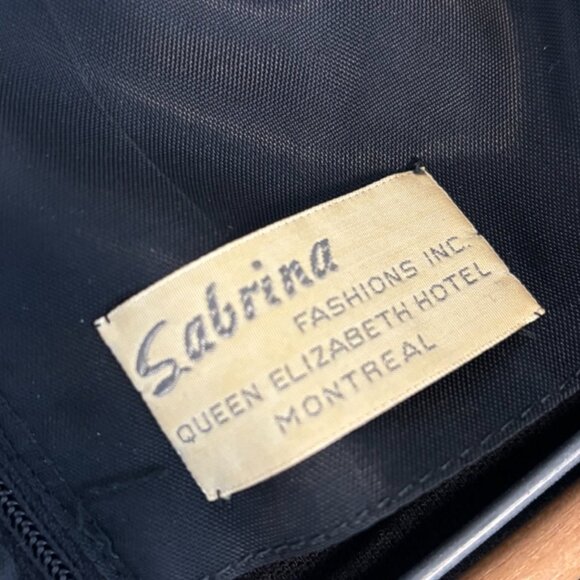 Sabrina
FASHIONS INC.
QUEEN ELIZABETH HOTEL
MONTREAL